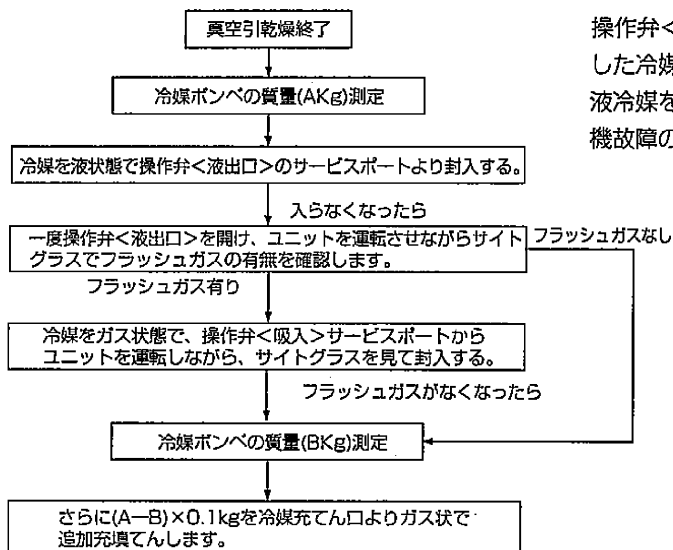 真空引乾燥終了
冷媒ボンベの質量(AKg)測定
冷媒を液状態で操作弁<液出口>のサービスポートより封入する。
入らなくなったら
一度操作弁<液出口>を開け、ユニットを運転させながらサイト
グラスでフラッシュガスの有無を確認します。
フラッシュガスなし
フラッシュガス有り
冷媒をガス状態で、操作弁<吸入>サービスポートから
ユニットを運転しながら、サイトグラスを見て封入する。
フラッシュガスがなくなったら
冷媒ボンベの質量(BKg)測定
さらに(A―B)×0.1kgを冷媒充てん口よりガス状で
追加充填てんします。
操作弁<
した冷媒
液冷媒を
機故障の